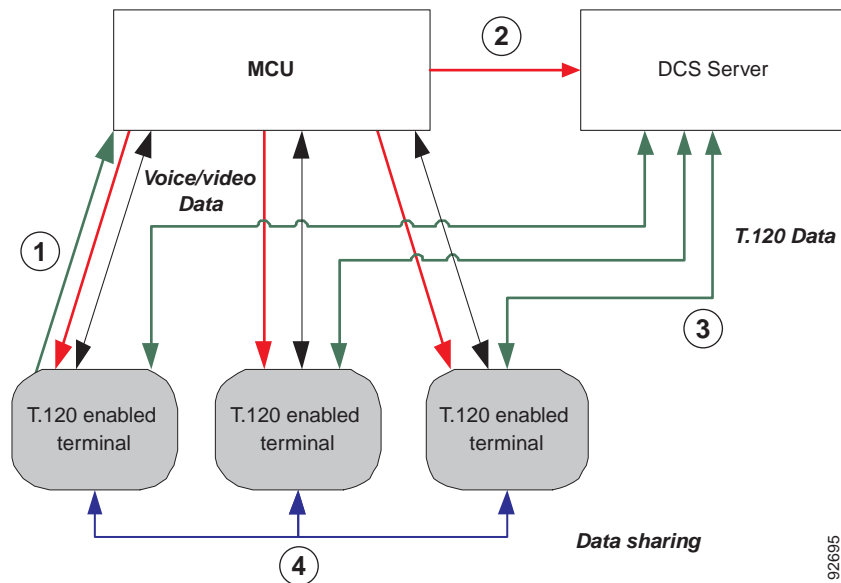 2
MCU
DCS Server
Voice/video
Data
1
T.120 Data
3
T.120 enabled
terminal
T.120 enabled
terminal
T.120 enabled
terminal
4
Data sharing
92695